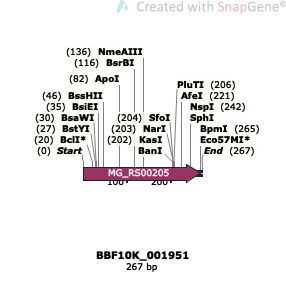 Created with SnapGene®
(136) NmeAIII
(116) BsrBI
(82) ApoI
(46) BssHII
(35) BsiEI
(30) BsaWI
(27) BstYI
(20) BclI*
(0) Start
PluTI (206)
(204) SfoI
AfeI (221)
(203) NarI
NspI (242)
(202) KasI
SphI
BanI
BpmI (265)
Eco57MI*
End (267)
MG_RS00205
100
200
BBF10K_001951
267 bp